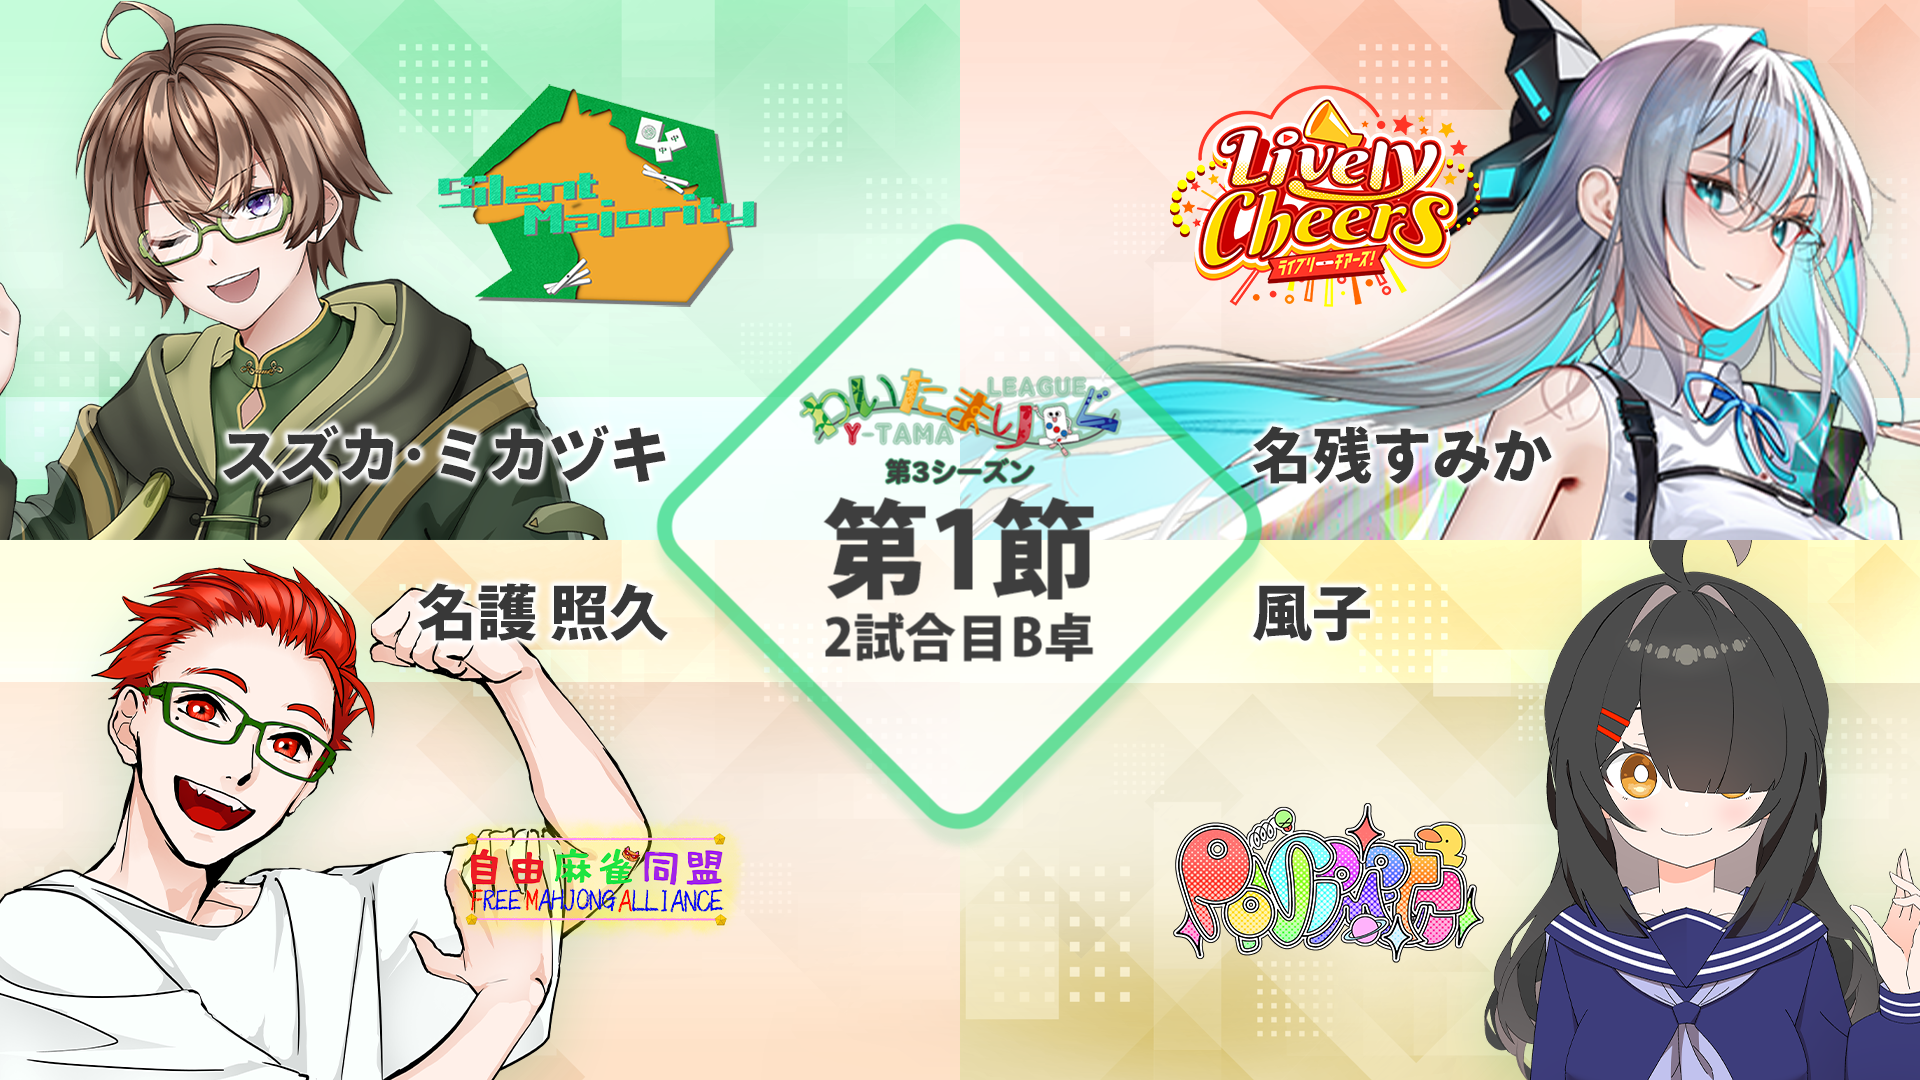 Silent
Majority
Lively
Cheers
ライブリーチアーズ!
スズカ・ミカヅキ
名残すみか
わいたまりーぐ
LEAGUE
Y-TAMA
第3シーズン
第1節
2試合目B卓
名護 照久
風子
自由麻雀同盟
FREE MAHJONG ALLIANCE